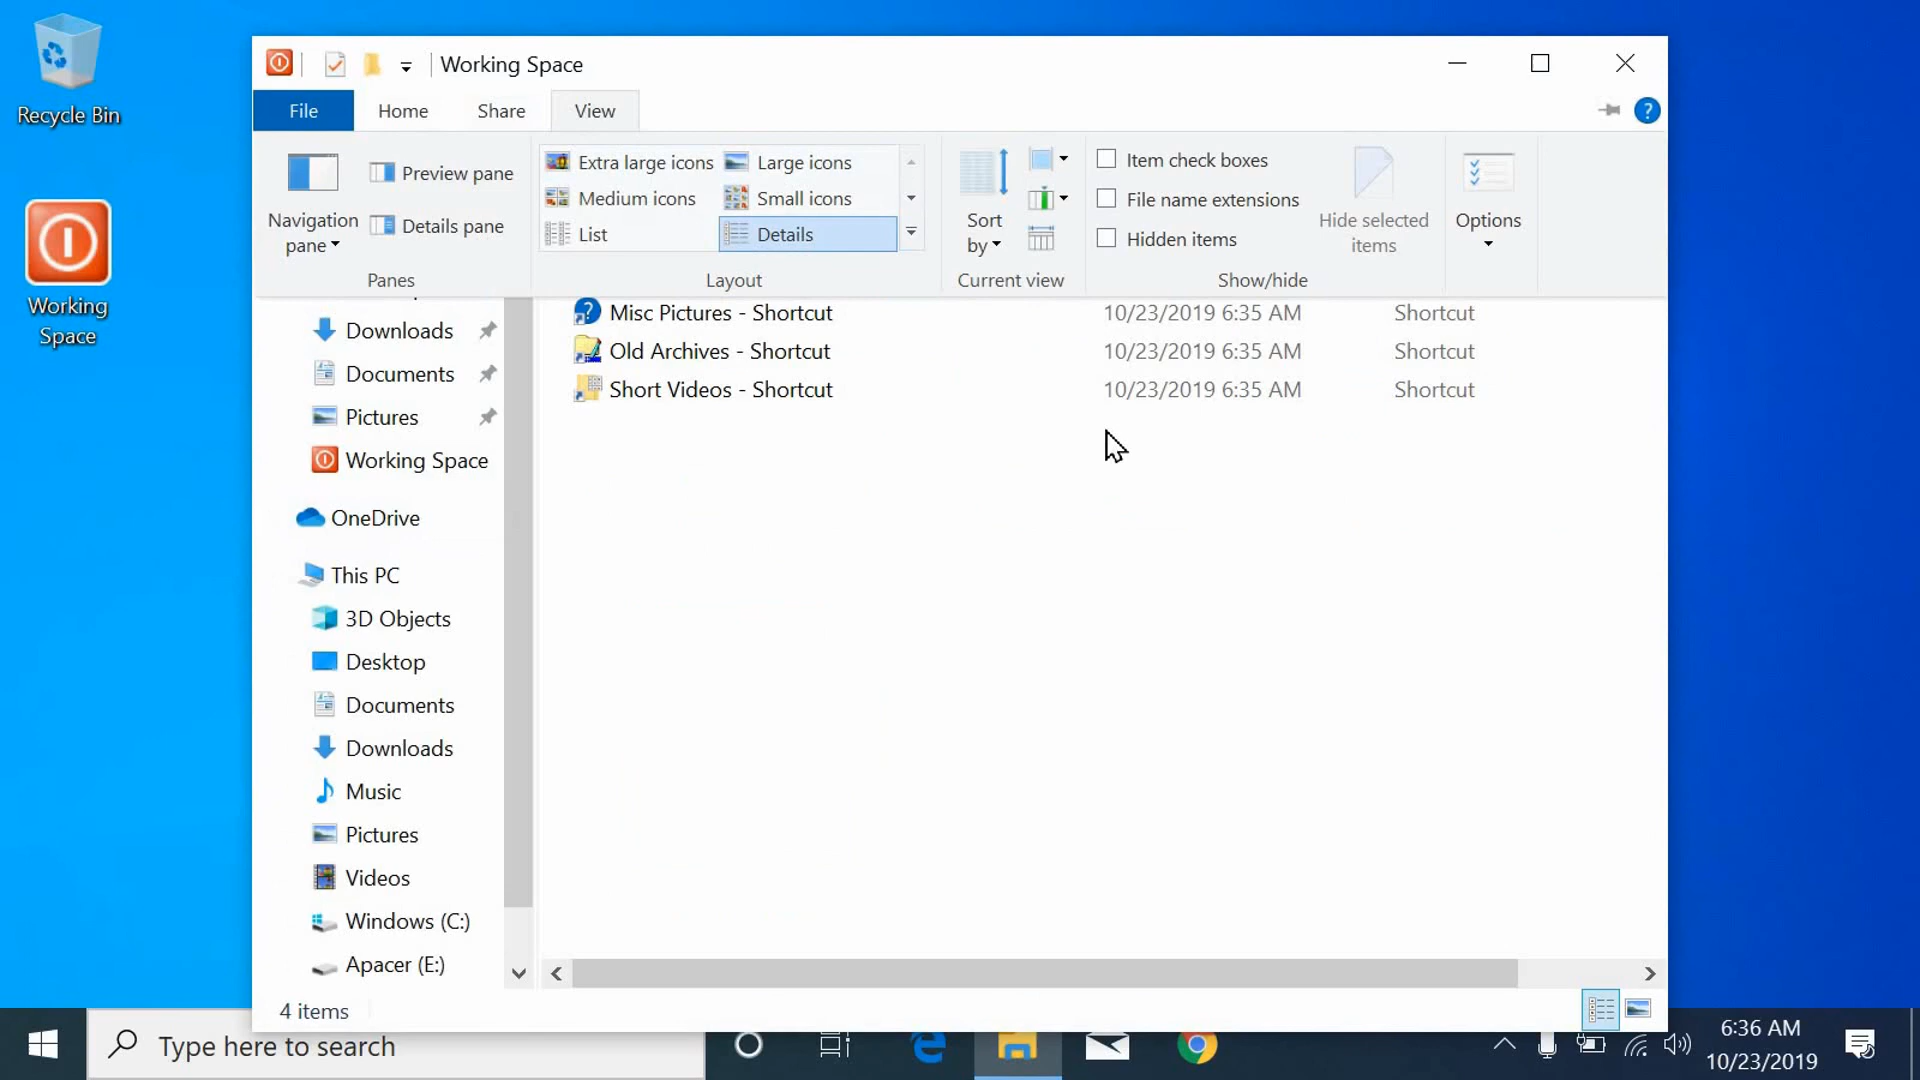 Recycle Bin
Working
Space
Working Space
File
Home
Share
View
Navigation
pane
Preview pane
Details pane
Panes
Extra large icons
Large icons
Medium icons
Small icons
List
Details
Layout
Sort
by
Current view
Item check boxes
File name extensions
Hidden items
Hide selected
items
Show/hide
Options
Downloads
Documents
Pictures
Working Space
OneDrive
This PC
3D Objects
Desktop
Documents
Downloads
Music
Pictures
Videos
Windows (C:)
Apacer (E:)
Misc Pictures - Shortcut 10/23/2019 6:35 AM Shortcut
Old Archives - Shortcut 10/23/2019 6:35 AM Shortcut
Short Videos - Shortcut 10/23/2019 6:35 AM Shortcut
4 items
Type here to search
6:36 AM
10/23/2019